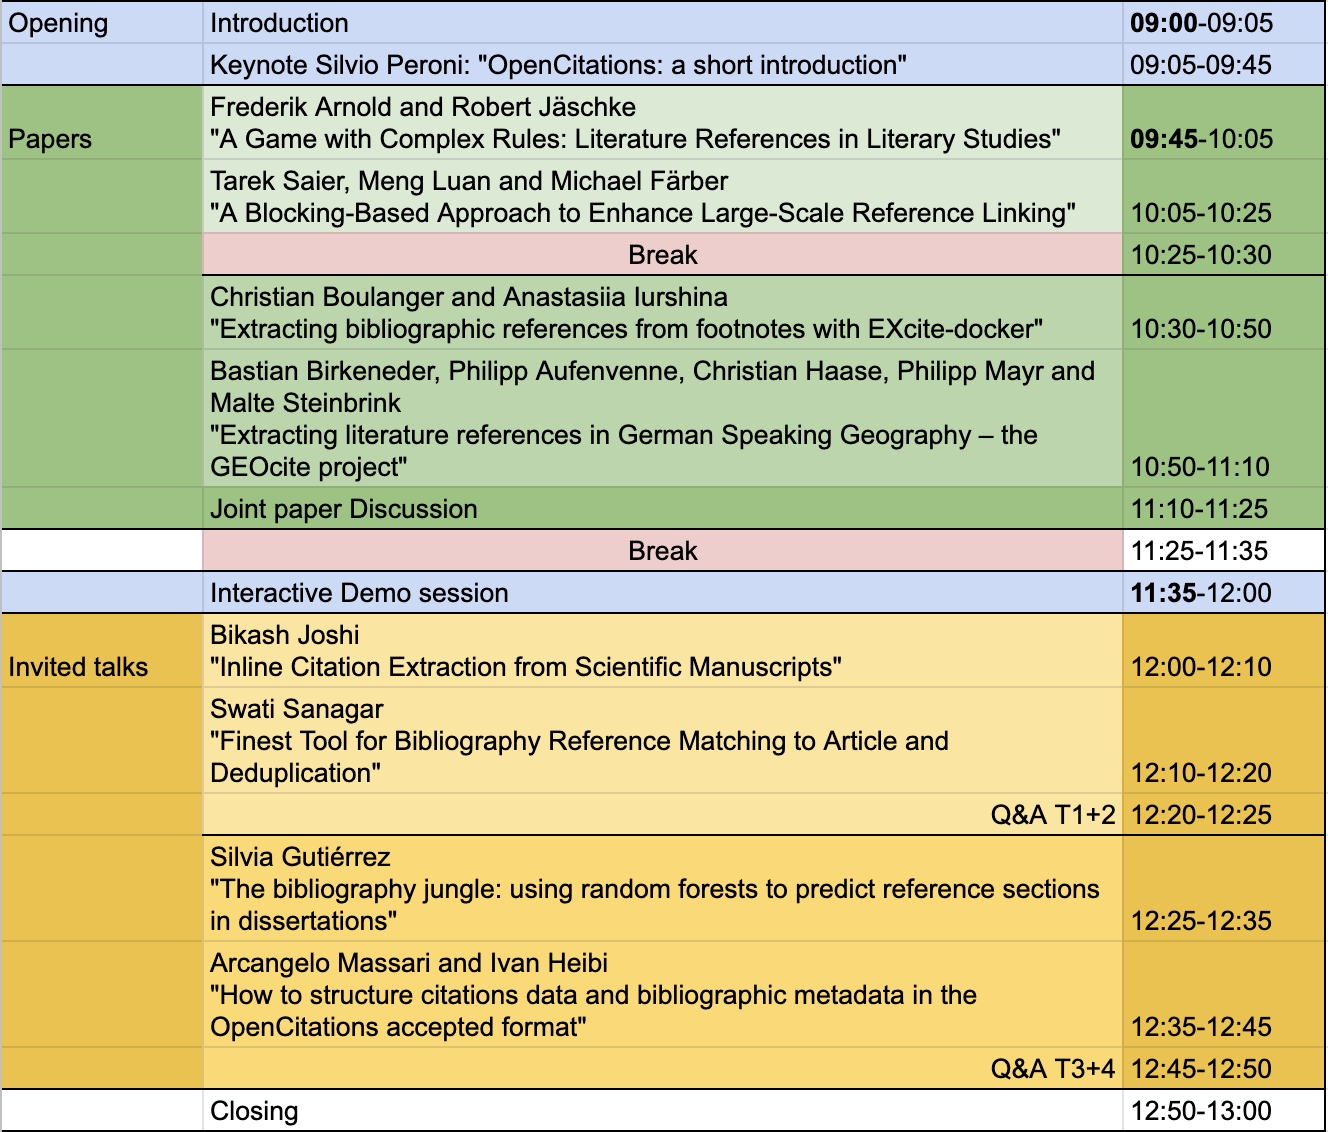 Opening Introduction 09:00-09:05
Keynote Silvio Peroni: "OpenCitations: a short introduction" 09:05-09:45
Frederik Arnold and Robert Jäschke
Papers "A Game with Complex Rules: Literature References in Literary Studies" 09:45-10:05
Tarek Saier, Meng Luan and Michael Färber
"A Blocking-Based Approach to Enhance Large-Scale Reference Linking" 10:05-10:25
Break 10:25-10:30
Christian Boulanger and Anastasiia Iurshina
"Extracting bibliographic references from footnotes with EXcite-docker" 10:30-10:50
Bastian Birkeneder, Philipp Aufenvenne, Christian Haase, Philipp Mayr and
Malte Steinbrink
"Extracting literature references in German Speaking Geography – the
GEOcite project" 10:50-11:10
Joint paper Discussion 11:10-11:25
Break 11:25-11:35
Interactive Demo session 11:35-12:00
Bikash Joshi
Invited talks "Inline Citation Extraction from Scientific Manuscripts" 12:00-12:10
Swati Sanagar
"Finest Tool for Bibliography Reference Matching to Article and
Deduplication" 12:10-12:20
Q&A T1+2 12:20-12:25
Silvia Gutiérrez
"The bibliography jungle: using random forests to predict reference sections
in dissertations" 12:25-12:35
Arcangelo Massari and Ivan Heibi
"How to structure citations data and bibliographic metadata in the
OpenCitations accepted format" 12:35-12:45
Q&A T3+4 12:45-12:50
Closing 12:50-13:00